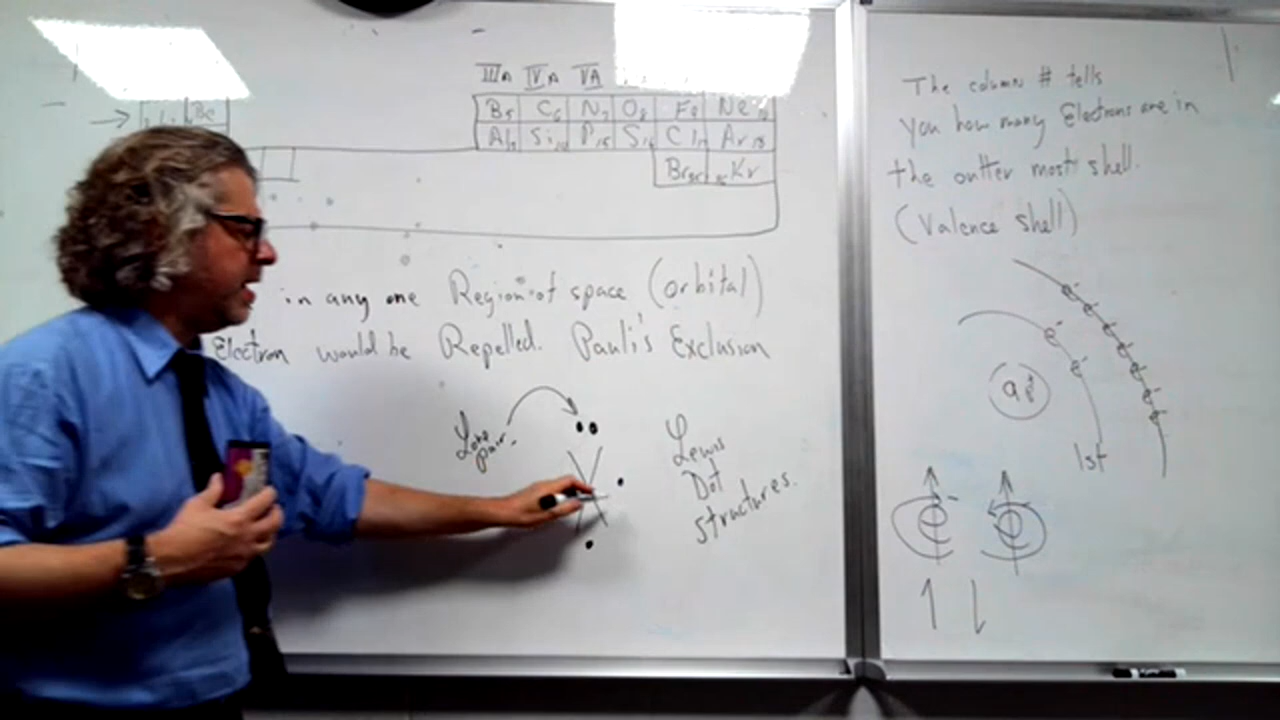 IIIA IVA VA
Be
B5 C6 N7 O8 F9 Ne10
Al13 Si14 P15 S16 Cl17 Ar18
Br35 Kr
in any one Region of space (orbital)
Electron would be Repelled. Pauli's Exclusion
Lone
pair.
X
Lewis
Dot
structures.
The column # tells
you how many Electrons are in
the outter most shell.
(Valence shell)
e- e- e- e- e- e- e-
e- e-
9p+
1st
e- e-